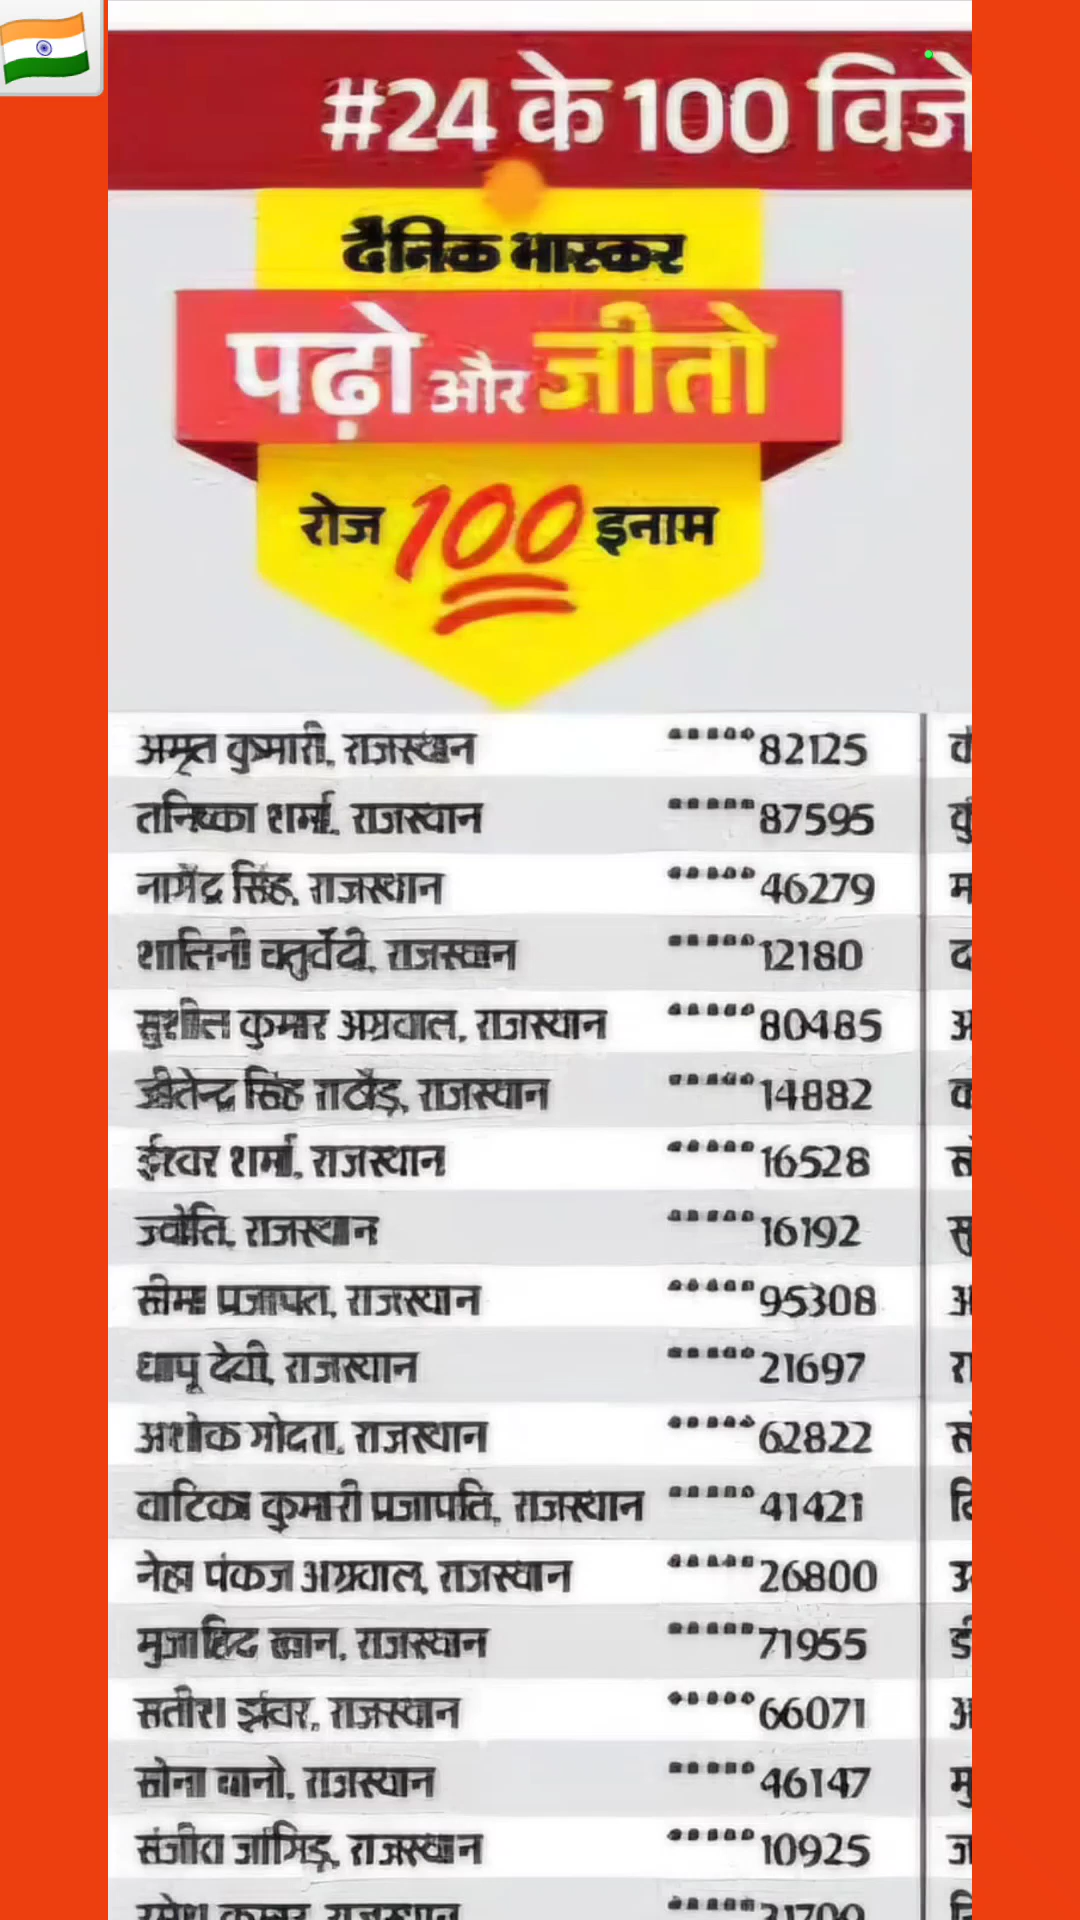 #24 के 100 विजे
दैनिक भास्कर
पढ़ो और जीतो
रोज 100 इनाम
अमृत कुमारी, राजस्थान *****82125
तनिष्का शर्मा, राजस्थान *****87595
नागेंद्र सिंह, राजस्थान *****46279
शालिनी चतुर्वेदी, राजस्थान *****12180
सुशील कुमार अग्रवाल, राजस्थान *****80485
जीतेन्द्र सिंह राठौड़, राजस्थान *****14882
ईश्वर शर्मा, राजस्थान *****16528
ज्योति, राजस्थान *****16192
सीमा प्रजापत, राजस्थान *****95308
धापू देवी, राजस्थान *****21697
अशोक गोदारा, राजस्थान *****62822
वाटिका कुमारी प्रजापति, राजस्थान *****41421
नेहा पंकज अग्रवाल, राजस्थान *****26800
मुजाहिद खान, राजस्थान *****71955
सतीश झंवर, राजस्थान *****66071
सोना बानो, राजस्थान *****46147
संजीव जांगिड़, राजस्थान *****10925
रमेश कुमार, राजस्थान *****21700